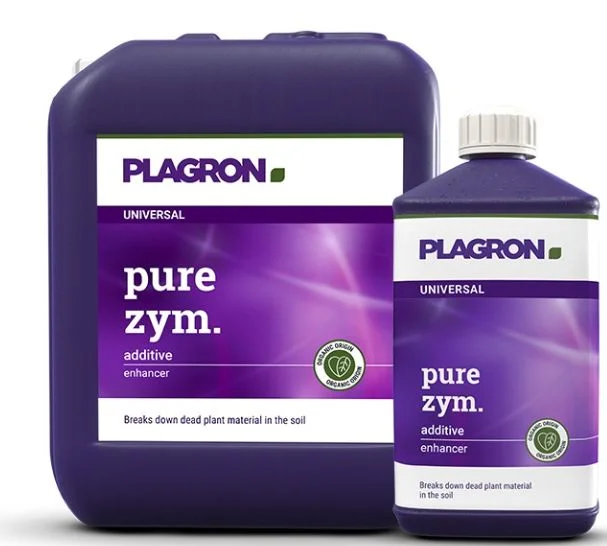 PLAGRON
UNIVERSAL
pure
zym.
additive
enhancer
ORGANIC ORIGIN
ORGANIC ORIGIN
Breaks down dead plant material in the soil
PLAGRON
UNIVERSAL
pure
zym.
additive
enhancer
ORGANIC ORIGIN
ORGANIC ORIGIN
Breaks down dead plant material
in the soil